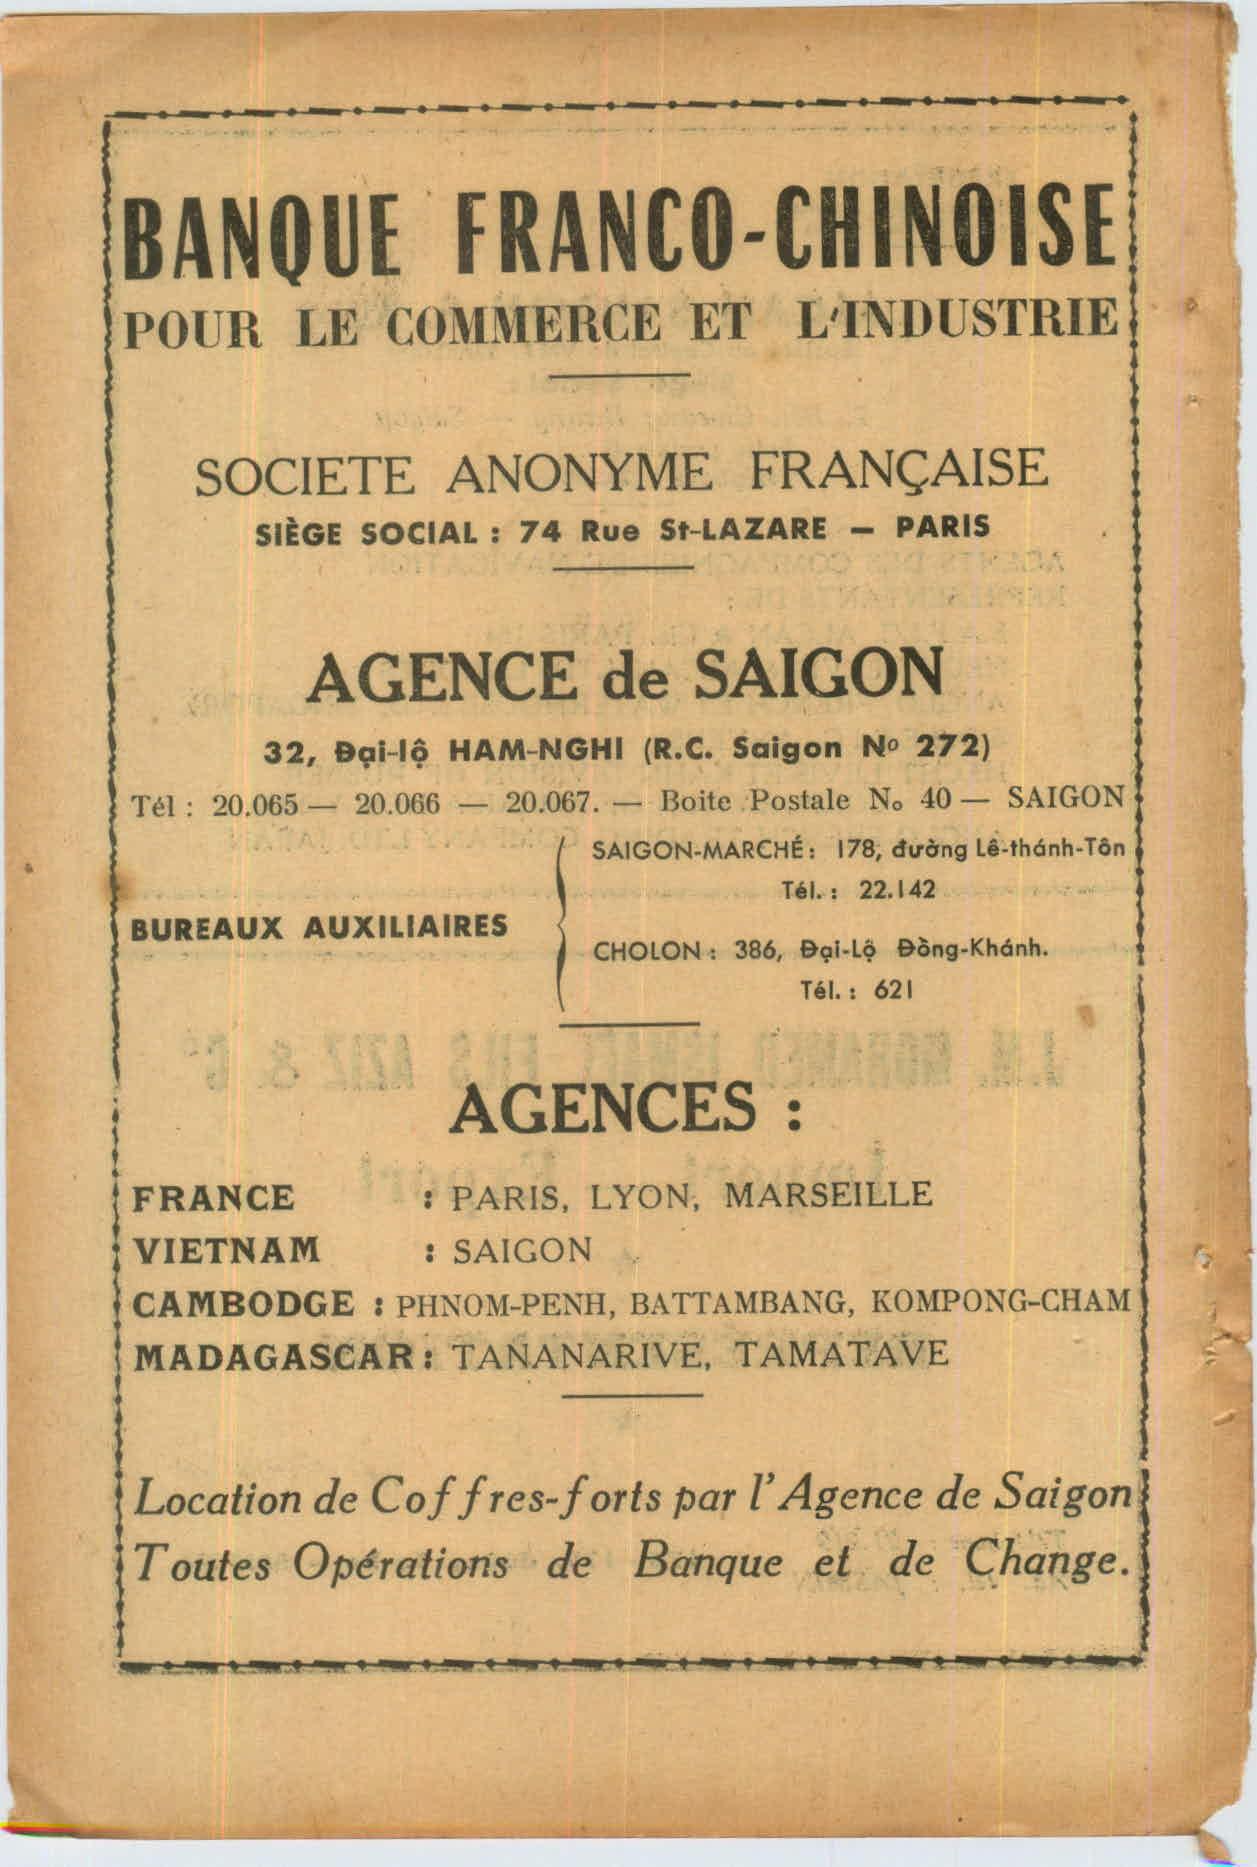 BANQUE FRANCO-CHINOISE
POUR LE COMMERCE ET L'INDUSTRIE
SOCIETE ANONYME FRANÇAISE
SIÈGE SOCIAL : 74 Rue St-LAZARE — PARIS
AGENCE de SAIGON
32, Đại-lộ HAM-NGHI (R.C. Saigon Nº 272)
Tél : 20.065 — 20.066 — 20.067. — Boite Postale No 40 — SAIGON
BUREAUX AUXILIAIRES
SAIGON-MARCHÉ : 178, đường Lê-thánh-Tôn
Tél. : 22.142
CHOLON : 386, Đại-Lộ Đồng-Khánh.
Tél. : 621
AGENCES :
FRANCE : PARIS, LYON, MARSEILLE
VIETNAM : SAIGON
CAMBODGE : PHNOM-PENH, BATTAMBANG, KOMPONG-CHAM
MADAGASCAR : TANANARIVE, TAMATAVE
Location de Coffres-forts par l'Agence de Saigon
Toutes Opérations de Banque et de Change.